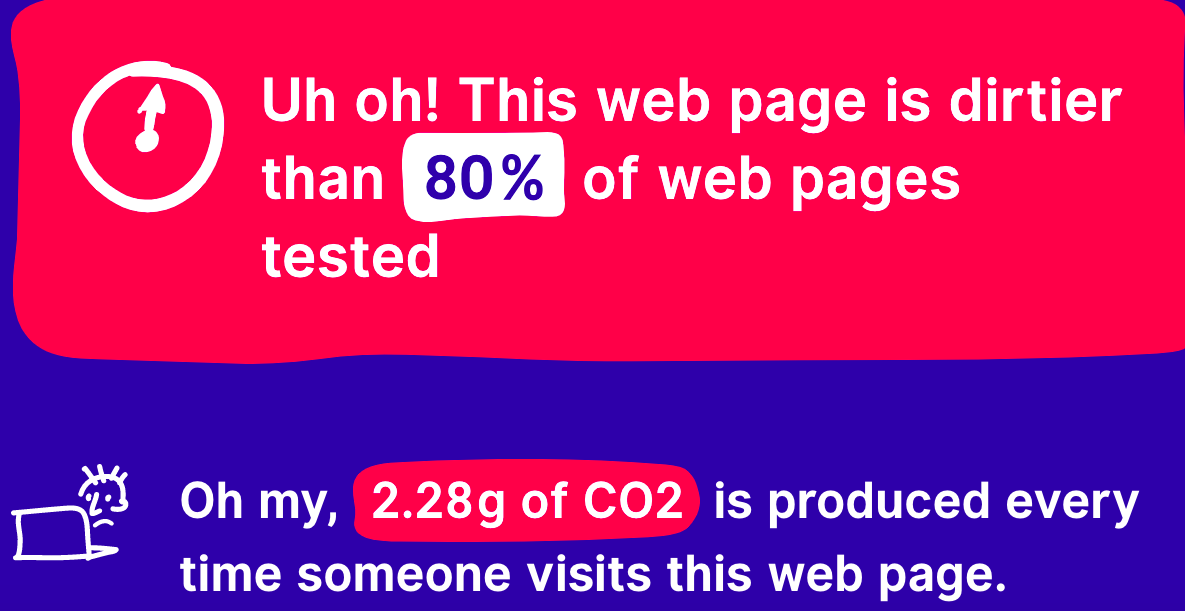 Uh oh! This web page is dirtier
than 80% of web pages
tested
Oh my, 2.28g of CO2 is produced every
time someone visits this web page.